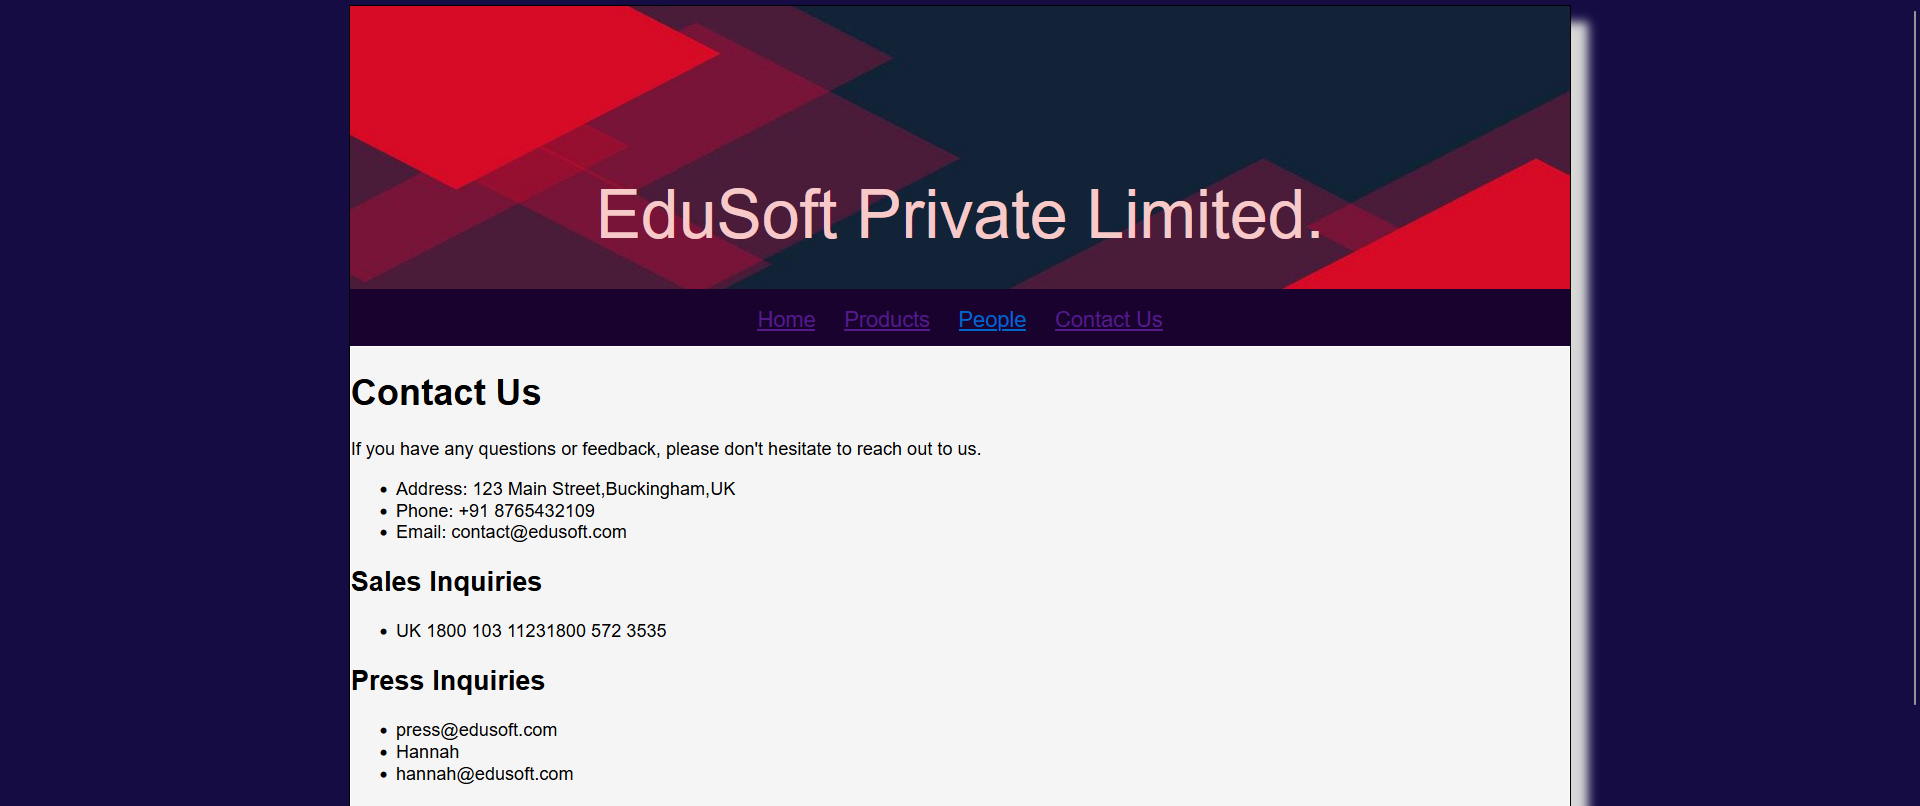 EduSoft Private Limited.
Home Products People Contact Us
Contact Us
If you have any questions or feedback, please don't hesitate to reach out to us.
Address: 123 Main Street,Buckingham,UK
Phone: +91 8765432109
Email: contact@edusoft.com
Sales Inquiries
UK 1800 103 11231800 572 3535
Press Inquiries
press@edusoft.com
Hannah
hannah@edusoft.com